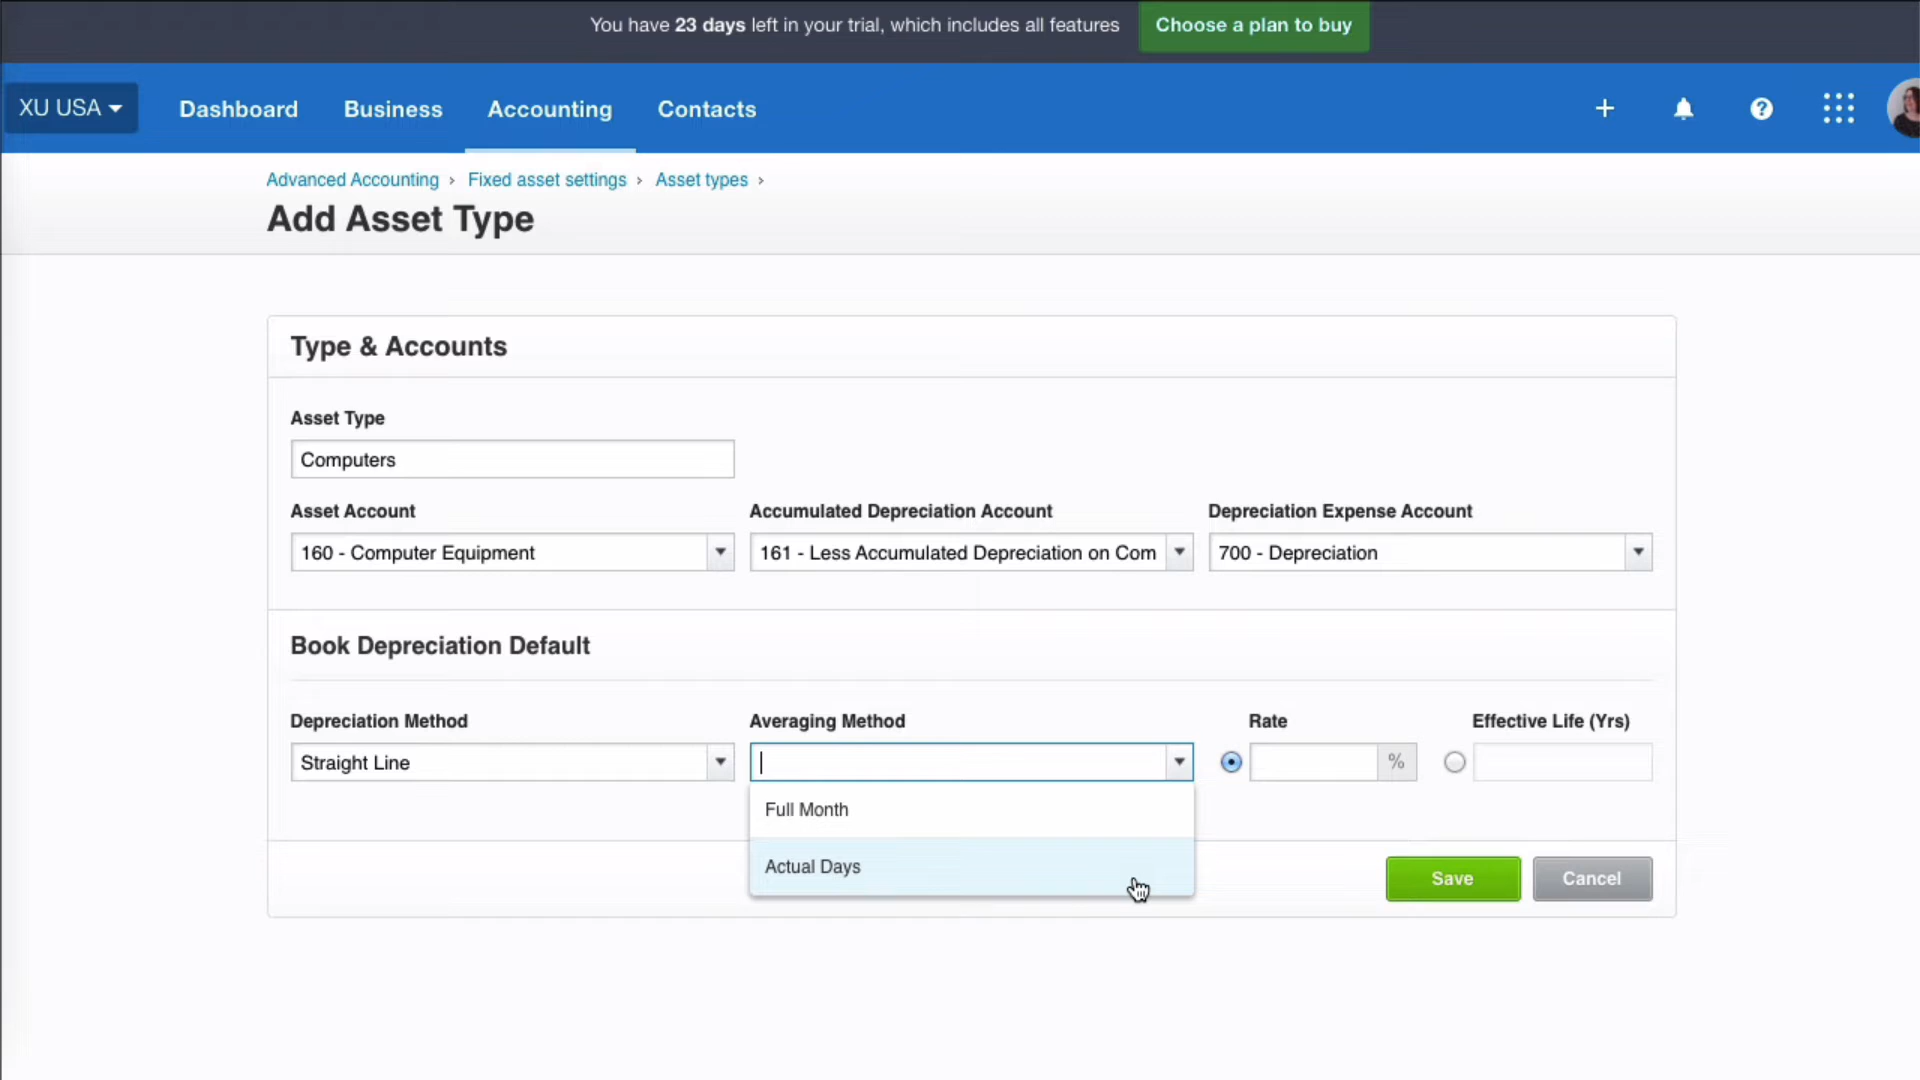 You have 23 days left in your trial, which includes all features Choose a plan to buy
XU USA Dashboard Business Accounting Contacts
Advanced Accounting › Fixed asset settings › Asset types ›
Add Asset Type
Type & Accounts
Asset Type
Computers
Asset Account Accumulated Depreciation Account Depreciation Expense Account
160 - Computer Equipment 161 - Less Accumulated Depreciation on Com 700 - Depreciation
Book Depreciation Default
Depreciation Method Averaging Method Rate Effective Life (Yrs)
Straight Line %
Full Month
Actual Days
Save Cancel